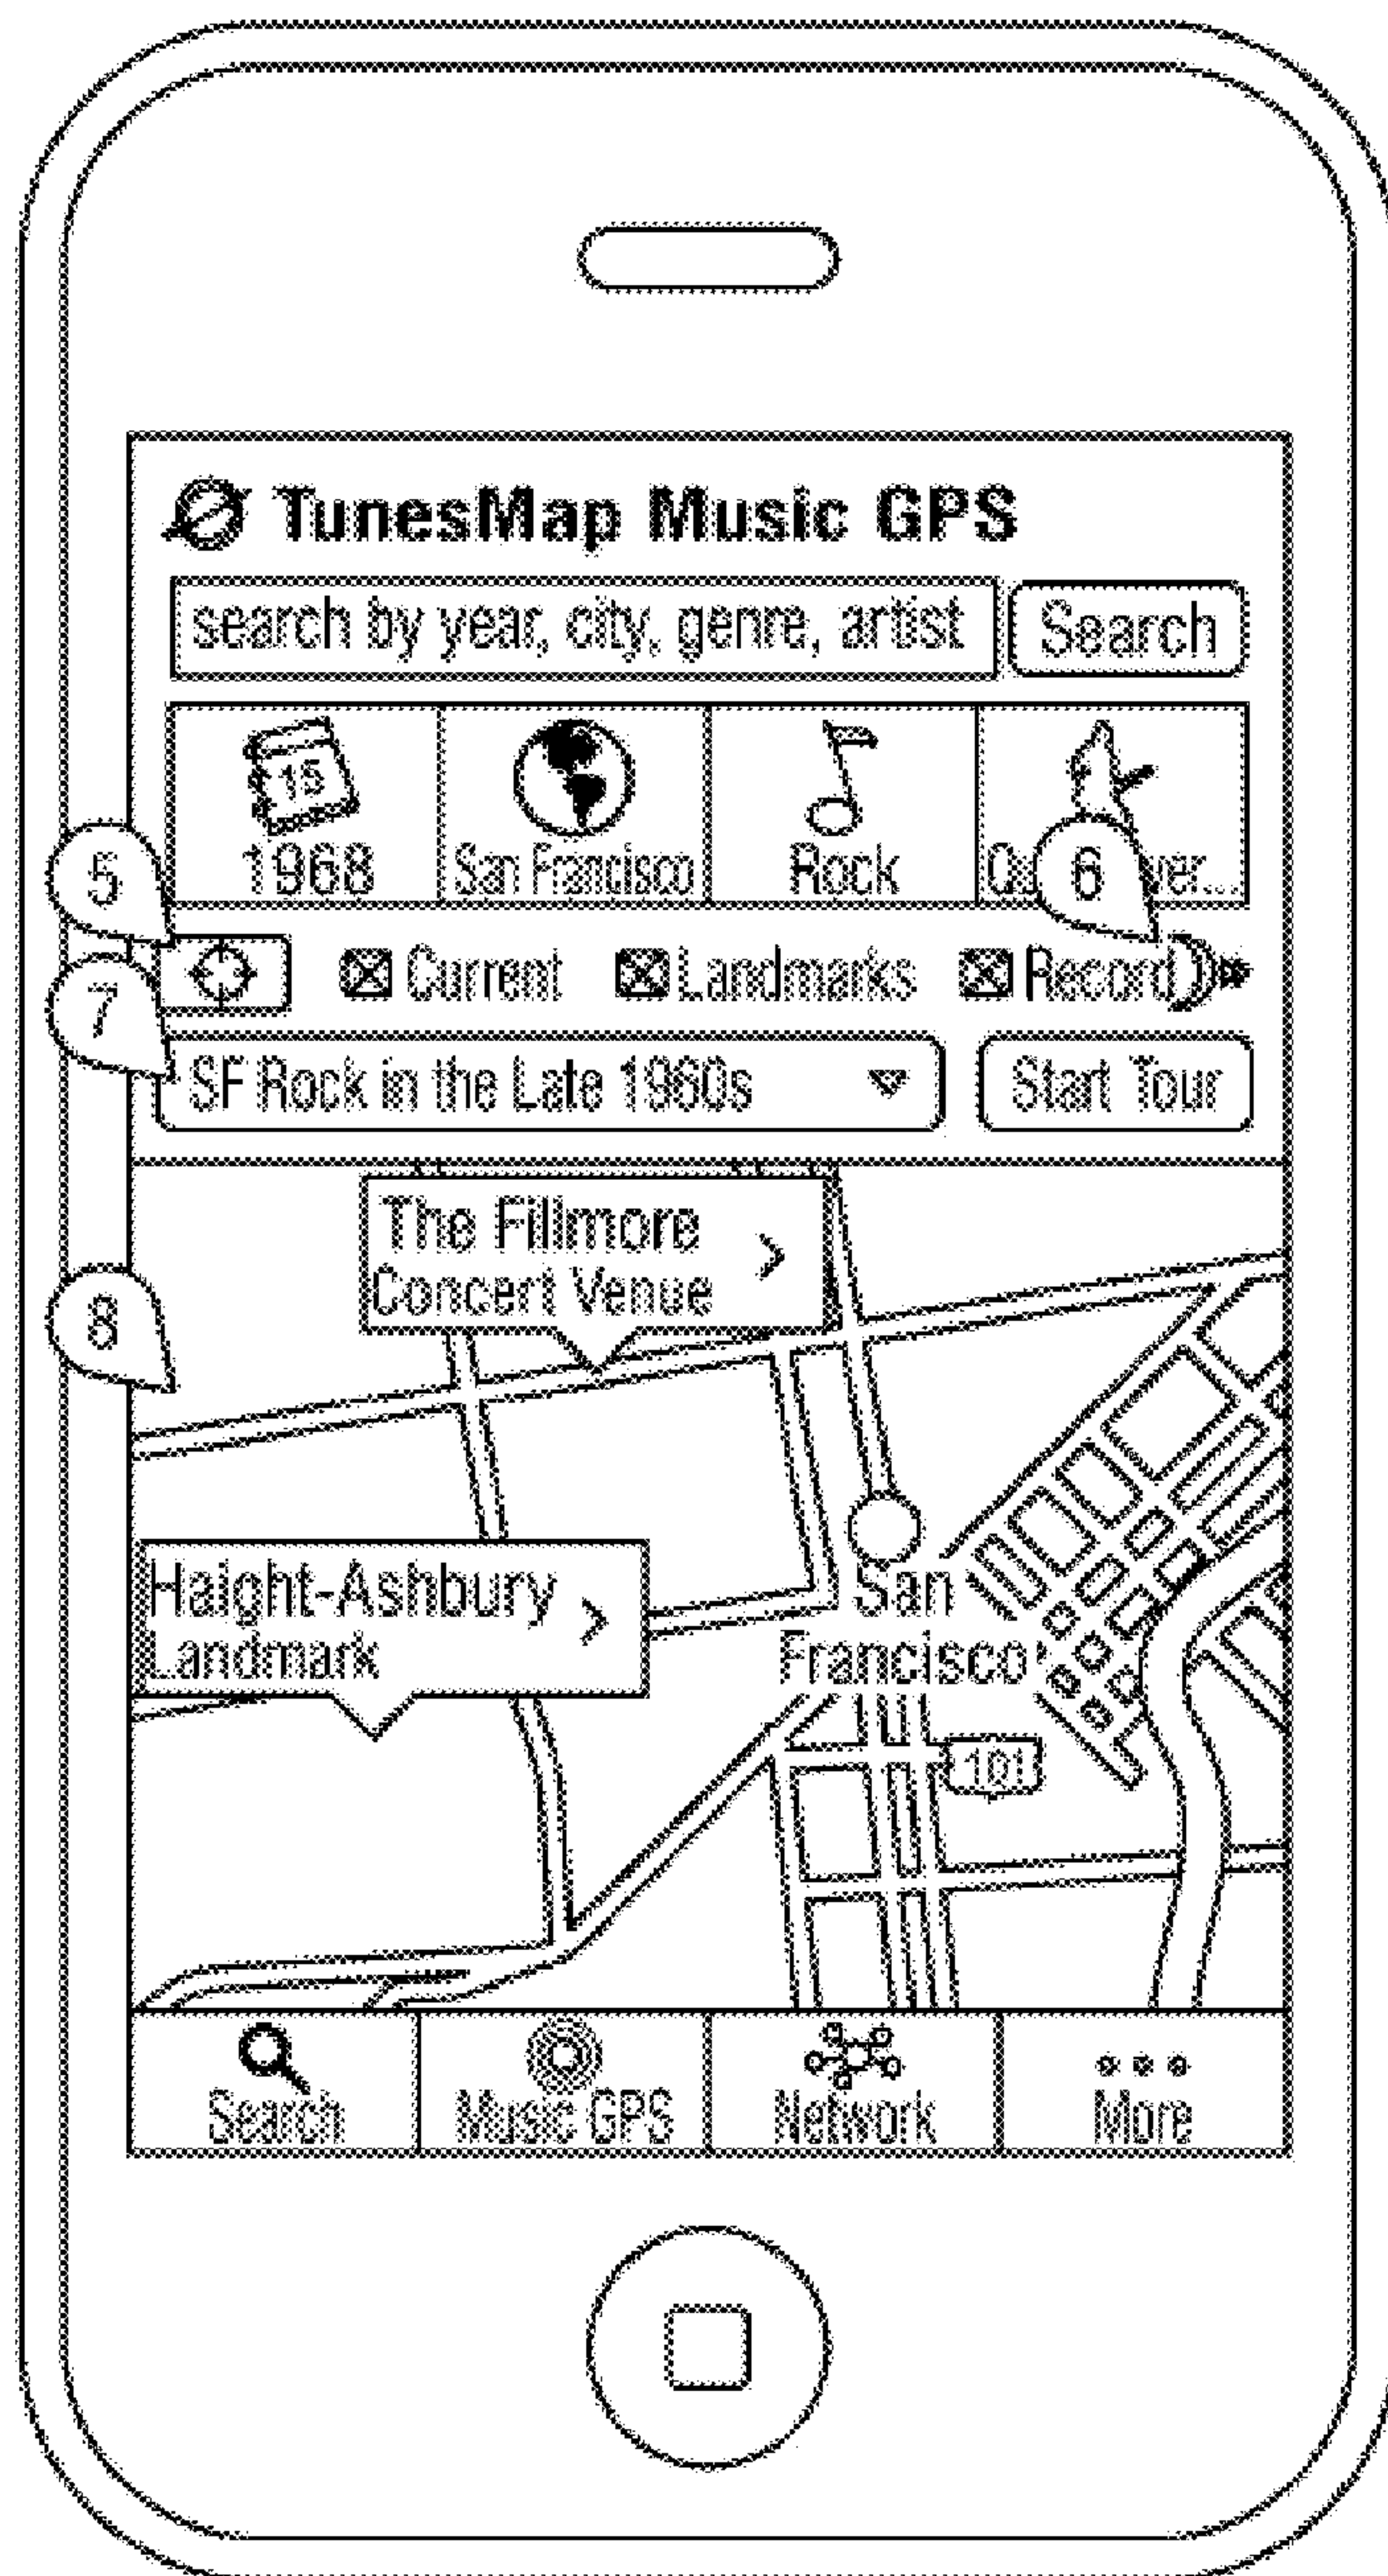 TunesMap Music GPS
search by year, city, genre, artist Search
15
1968 San Francisco Rock
5 6
Current Landmarks Record
7
SF Rock in the Late 1960s Start Tour
The Fillmore
Concert Venue
8
Haight-Ashbury
Landmark
San
Francisco
101
Search Music GPS Network More